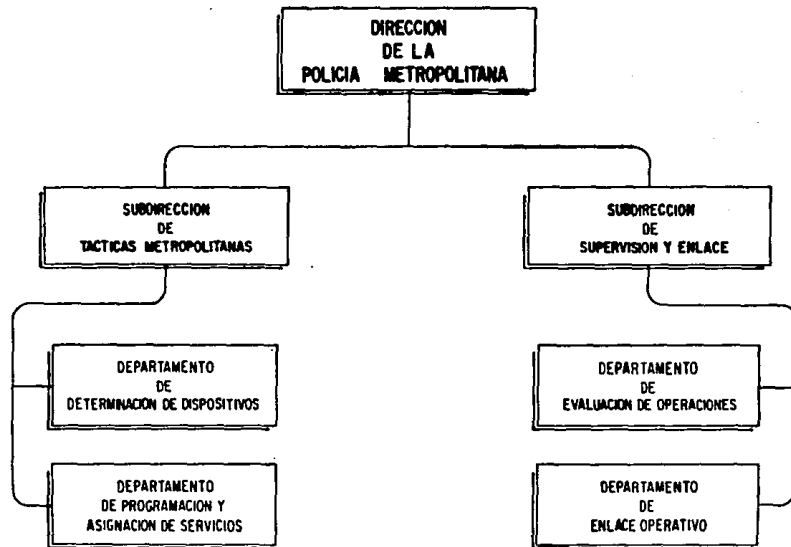 DIRECCION
DE LA
POLICIA METROPOLITANA
SUBDIRECCION
DE
TACTICAS METROPOLITANAS
SUBDIRECCION
DE
SUPERVISION Y ENLACE
DEPARTAMENTO
DE
DETERMINACION DE DISPOSITIVOS
DEPARTAMENTO
DE
EVALUACION DE OPERACIONES
DEPARTAMENTO
DE PROGRAMACION Y
ASIGNACION DE SERVICIOS
DEPARTAMENTO
DE
ENLACE OPERATIVO